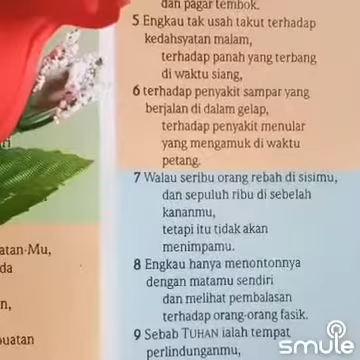 dan pagar tembok.
5 Engkau tak usah takut terhadap
kedahsyatan malam,
terhadap panah yang terbang
di waktu siang,
6 terhadap penyakit sampar yang
berjalan di dalam gelap,
terhadap penyakit menular
yang mengamuk di waktu
petang.
7 Walau seribu orang rebah di sisimu,
dan sepuluh ribu di sebelah
kananmu,
tetapi itu tidak akan
menimpamu.
8 Engkau hanya menontonnya
dengan matamu sendiri
dan melihat pembalasan
terhadap orang-orang fasik.
9 Sebab TUHAN ialah tempat
perlindunganmu,
ri
atan-Mu,
da
n,
buatan
smule